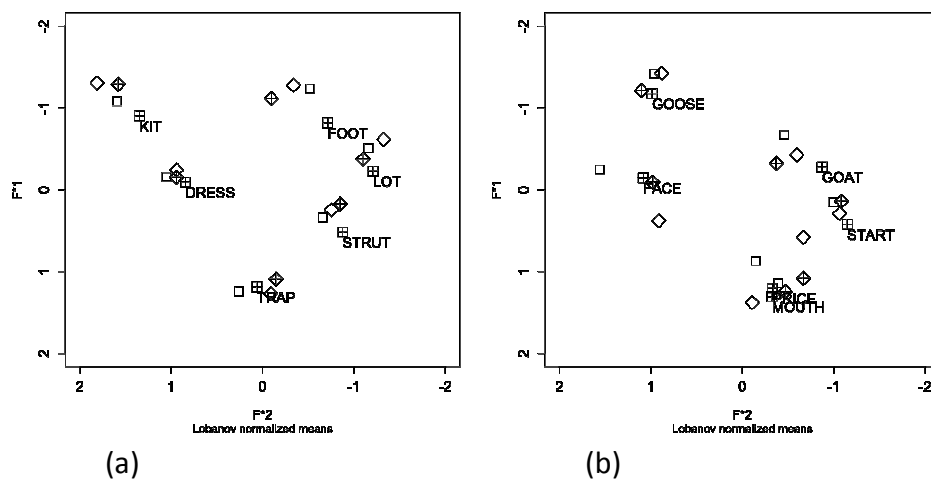 -2
-1
0
1
2
F*1
KIT
FOOT
LOT
DRESS
STRUT
TRAP
2 1 0 -1 -2
F*2
Lobanov normalized means
(a)
-2
-1
0
1
2
F*1
GOOSE
GOAT
FACE
START
PRICE
MOUTH
2 1 0 -1 -2
F*2
Lobanov normalized means
(b)